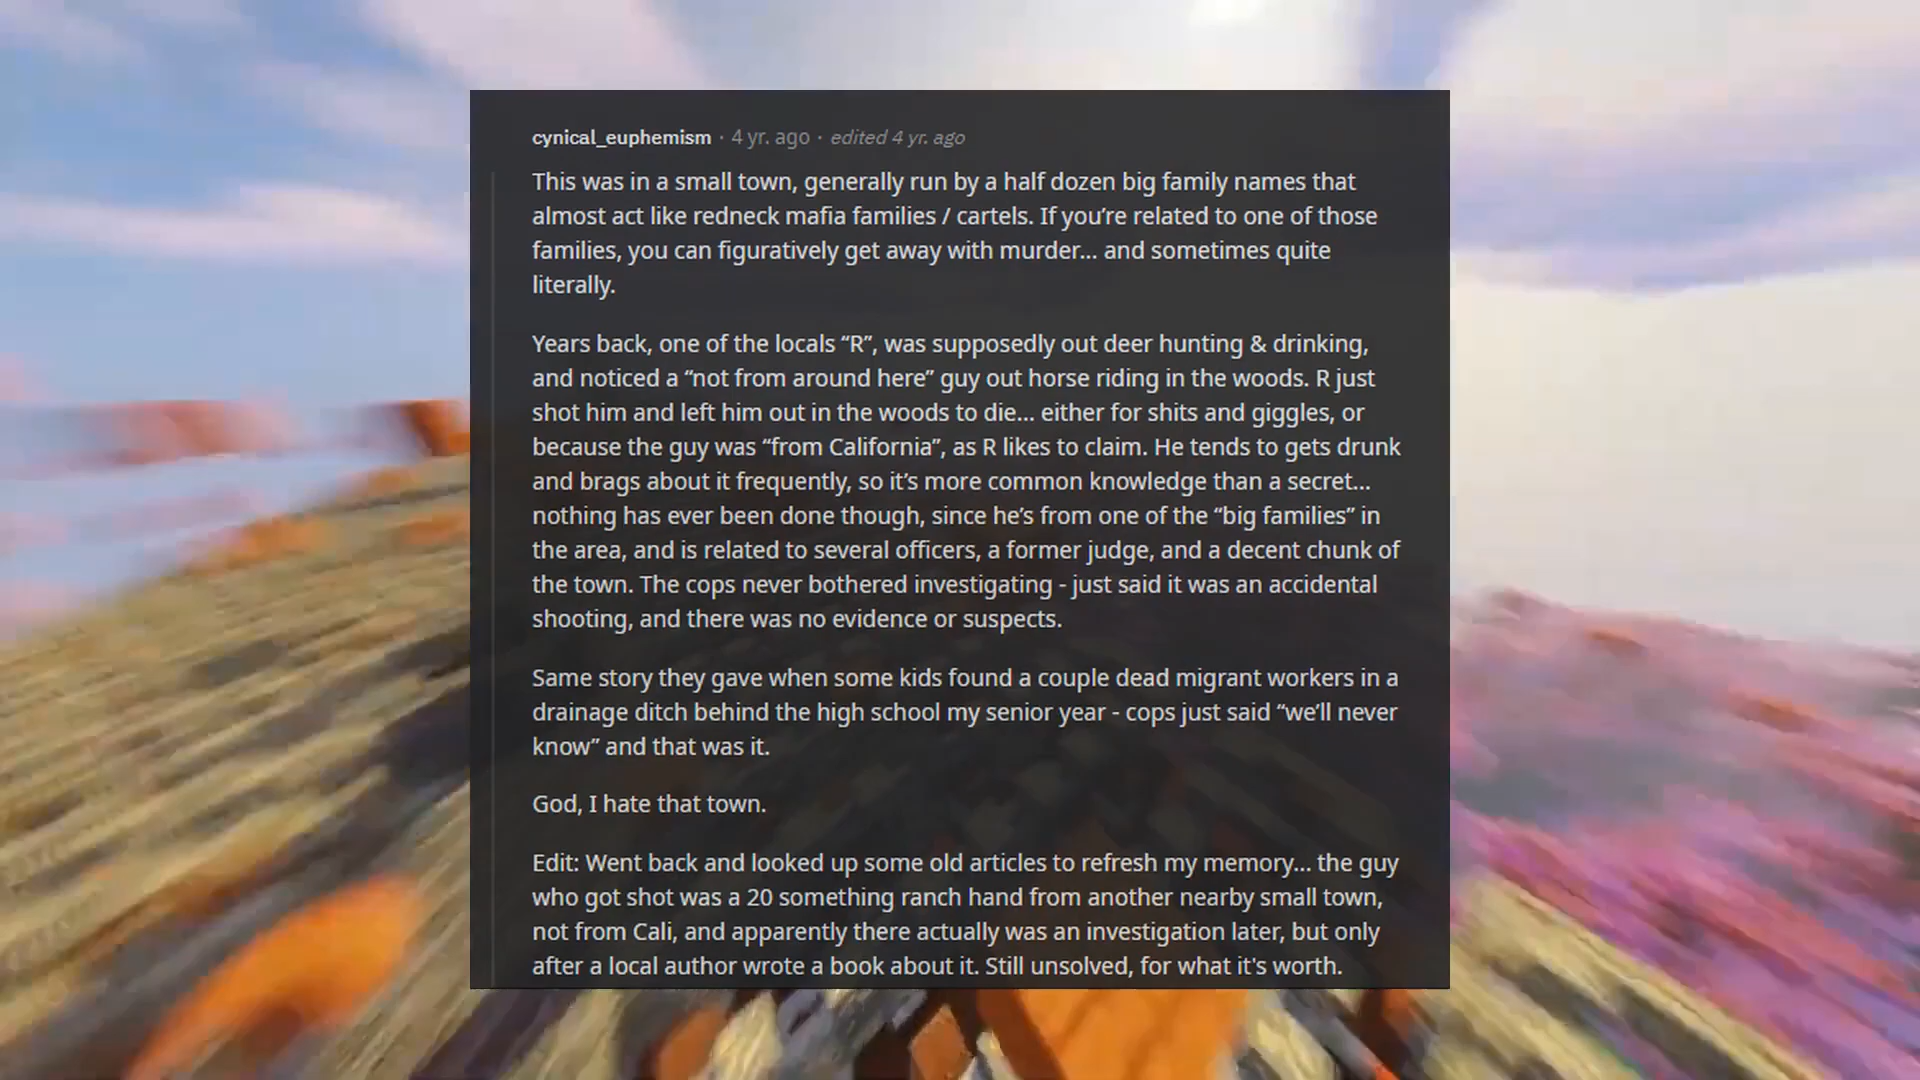 cynical_euphemism · 4 yr. ago · edited 4 yr. ago
This was in a small town, generally run by a half dozen big family names that
almost act like redneck mafia families / cartels. If you’re related to one of those
families, you can figuratively get away with murder... and sometimes quite
literally.
Years back, one of the locals “R”, was supposedly out deer hunting & drinking,
and noticed a “not from around here” guy out horse riding in the woods. R just
shot him and left him out in the woods to die... either for shits and giggles, or
because the guy was “from California”, as R likes to claim. He tends to gets drunk
and brags about it frequently, so it’s more common knowledge than a secret...
nothing has ever been done though, since he’s from one of the “big families” in
the area, and is related to several officers, a former judge, and a decent chunk of
the town. The cops never bothered investigating - just said it was an accidental
shooting, and there was no evidence or suspects.
Same story they gave when some kids found a couple dead migrant workers in a
drainage ditch behind the high school my senior year - cops just said “we’ll never
know” and that was it.
God, I hate that town.
Edit: Went back and looked up some old articles to refresh my memory... the guy
who got shot was a 20 something ranch hand from another nearby small town,
not from Cali, and apparently there actually was an investigation later, but only
after a local author wrote a book about it. Still unsolved, for what it's worth.